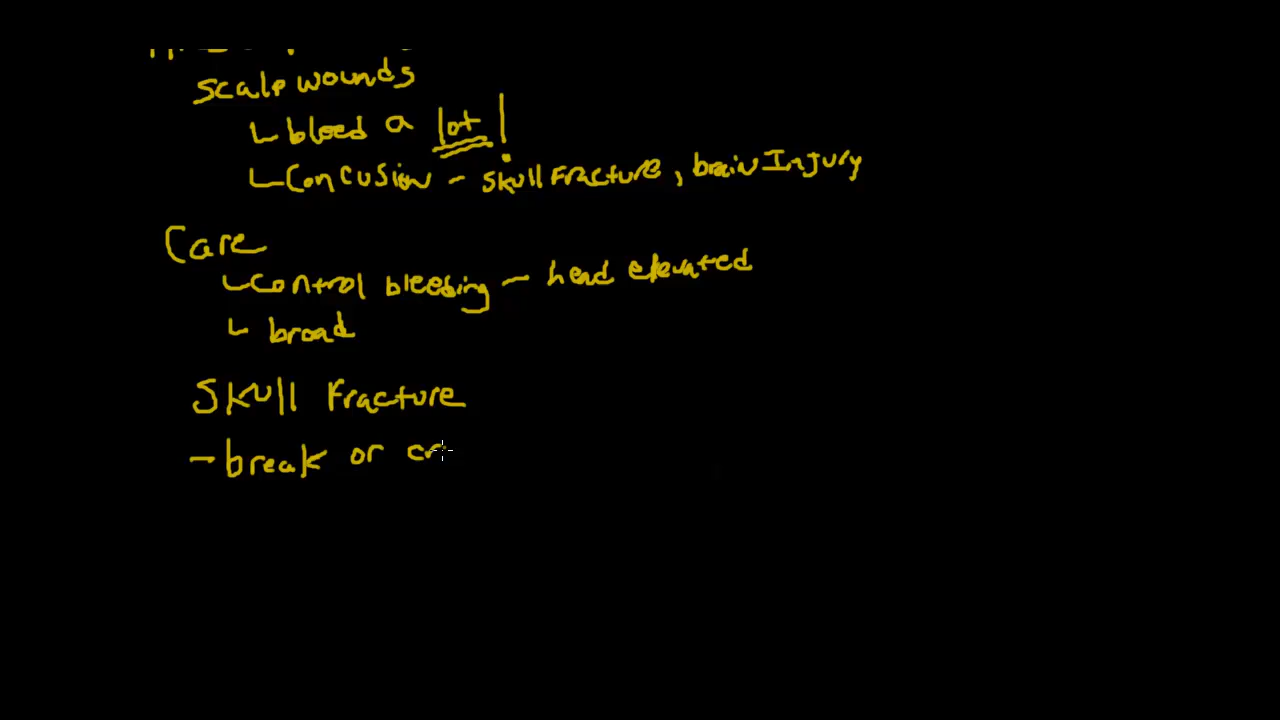 Scalp wounds
bleed a lot!
Concusion - Skull Fracture, brain Injury
Care
Control bleeding - head elevated
broad
Skull Fracture
- break or cr